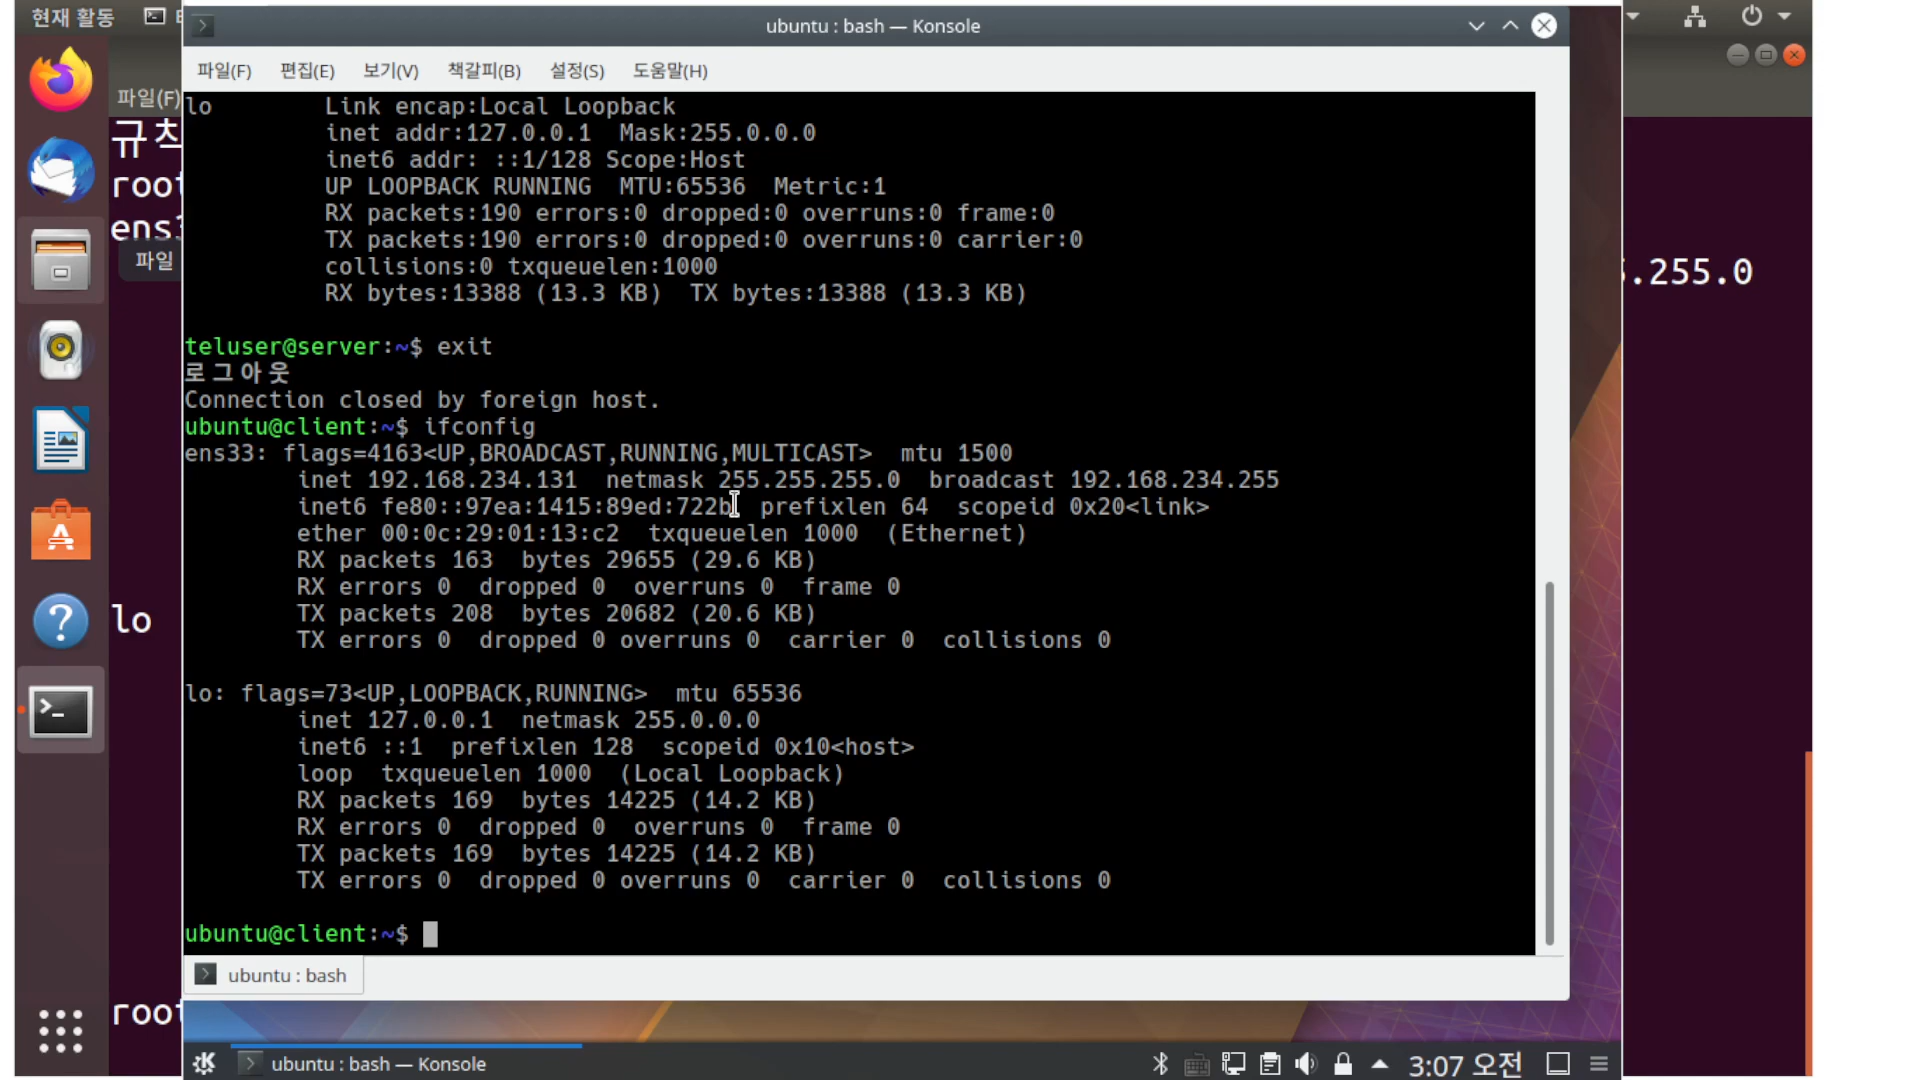 현재 활동
ubuntu : bash — Konsole
파일(F) 편집(E) 보기(V) 책갈피(B) 설정(S) 도움말(H)
파일(F)
lo        Link encap:Local Loopback
          inet addr:127.0.0.1  Mask:255.0.0.0
          inet6 addr: ::1/128 Scope:Host
          UP LOOPBACK RUNNING  MTU:65536  Metric:1
          RX packets:190 errors:0 dropped:0 overruns:0 frame:0
          TX packets:190 errors:0 dropped:0 overruns:0 carrier:0
          collisions:0 txqueuelen:1000
          RX bytes:13388 (13.3 KB)  TX bytes:13388 (13.3 KB)
teluser@server:~$ exit
로그아웃
Connection closed by foreign host.
ubuntu@client:~$ ifconfig
ens33: flags=4163<UP,BROADCAST,RUNNING,MULTICAST>  mtu 1500
        inet 192.168.234.131  netmask 255.255.255.0  broadcast 192.168.234.255
        inet6 fe80::97ea:1415:89ed:722b  prefixlen 64  scopeid 0x20<link>
        ether 00:0c:29:01:13:c2  txqueuelen 1000  (Ethernet)
        RX packets 163  bytes 29655 (29.6 KB)
        RX errors 0  dropped 0  overruns 0  frame 0
        TX packets 208  bytes 20682 (20.6 KB)
        TX errors 0  dropped 0 overruns 0  carrier 0  collisions 0
lo: flags=73<UP,LOOPBACK,RUNNING>  mtu 65536
        inet 127.0.0.1  netmask 255.0.0.0
        inet6 ::1  prefixlen 128  scopeid 0x10<host>
        loop  txqueuelen 1000  (Local Loopback)
        RX packets 169  bytes 14225 (14.2 KB)
        RX errors 0  dropped 0  overruns 0  frame 0
        TX packets 169  bytes 14225 (14.2 KB)
        TX errors 0  dropped 0 overruns 0  carrier 0  collisions 0
ubuntu@client:~$
ubuntu : bash
root
ens3
파일
.255.0
lo
root
ubuntu : bash — Konsole
3:07 오전